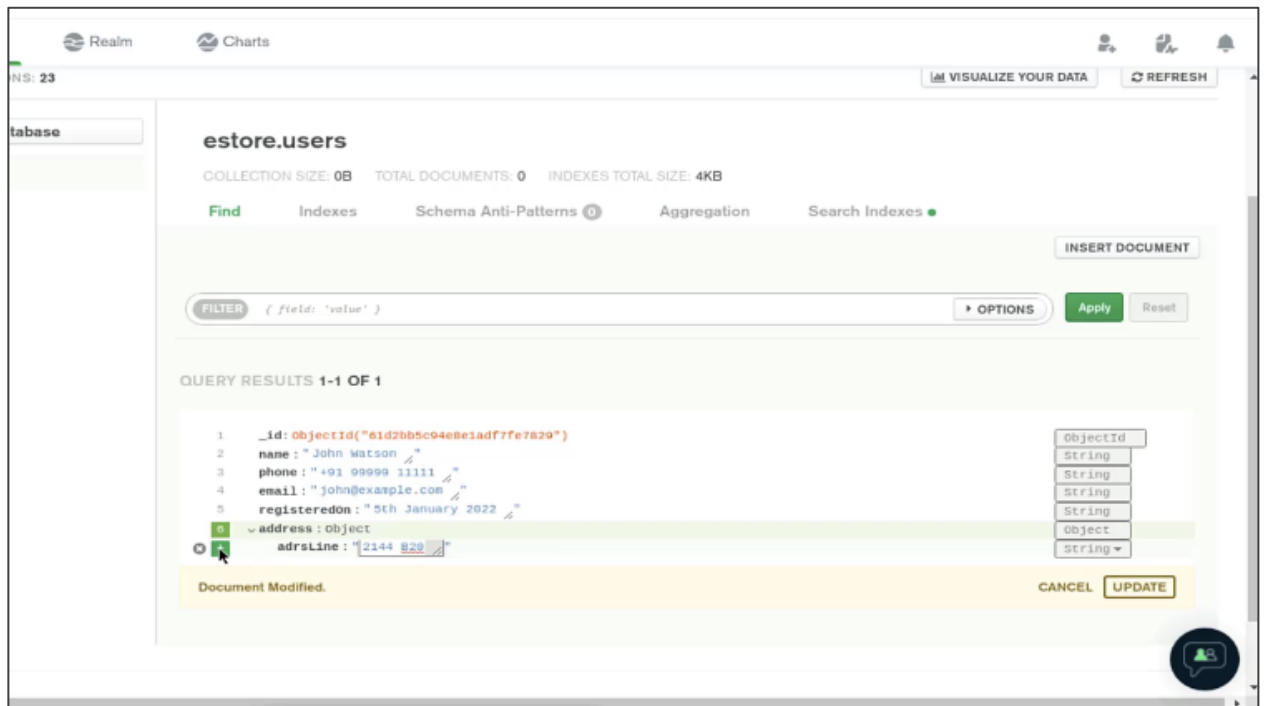 Realm Charts
NS: 23 VISUALIZE YOUR DATA REFRESH
tabase
estore.users
COLLECTION SIZE: 0B TOTAL DOCUMENTS: 0 INDEXES TOTAL SIZE: 4KB
Find Indexes Schema Anti-Patterns 0 Aggregation Search Indexes
INSERT DOCUMENT
FILTER { field: 'value' } OPTIONS Apply Reset
QUERY RESULTS 1-1 OF 1
1 _id: ObjectId("61d2bb5c94e8e1adf7fe7829") ObjectId
2 name : "John Watson " String
3 phone : "+91 99999 11111 " String
4 email : "john@example.com " String
5 registeredOn : "5th January 2022 " String
6 address : Object Object
+ adrsLine : "2144 B20 " String
Document Modified. CANCEL UPDATE